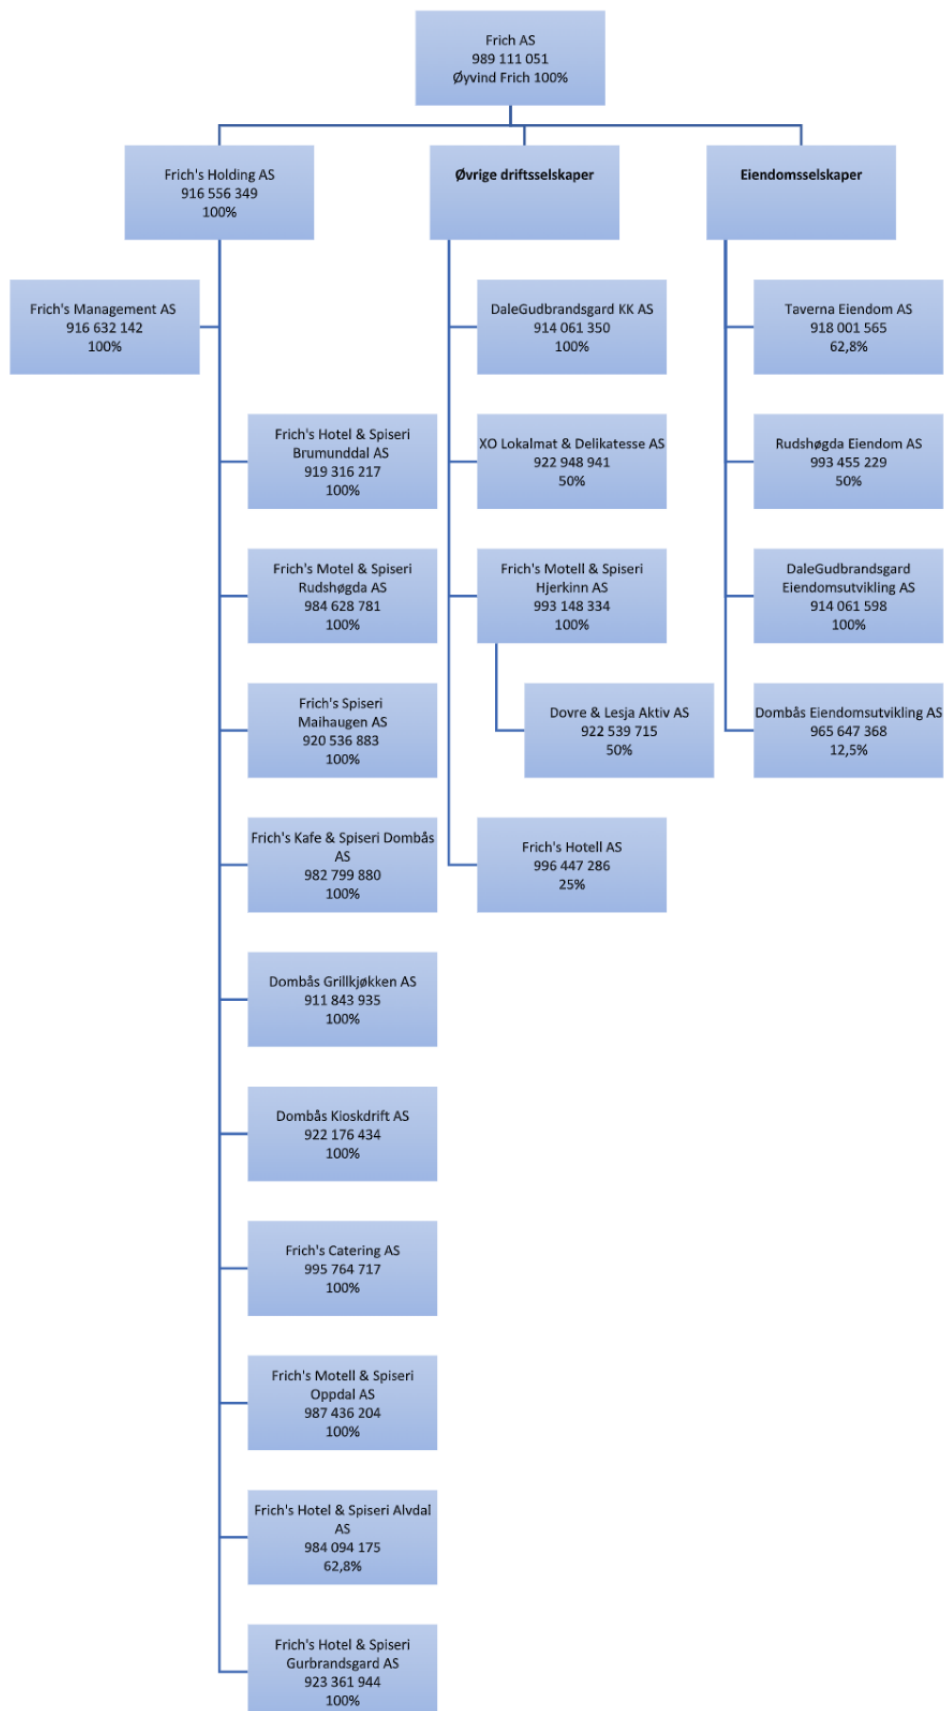 Frich AS
989 111 051
Øyvind Frich 100%
Frich's Holding AS
916 556 349
100%
Øvrige driftsselskaper
Eiendomsselskaper
Frich's Management AS
916 632 142
100%
DaleGudbrandsgard KK AS
914 061 350
100%
Taverna Eiendom AS
918 001 565
62,8%
Frich's Hotel & Spiseri
Brumunddal AS
919 316 217
100%
XO Lokalmat & Delikatesse AS
922 948 941
50%
Rudshøgda Eiendom AS
993 455 229
50%
Frich's Motel & Spiseri
Rudshøgda AS
984 628 781
100%
Frich's Motell & Spiseri
Hjerkinn AS
993 148 334
100%
DaleGudbrandsgard
Eiendomsutvikling AS
914 061 598
100%
Frich's Spiseri
Maihaugen AS
920 536 883
100%
Dovre & Lesja Aktiv AS
922 539 715
50%
Dombås Eiendomsutvikling AS
965 647 368
12,5%
Frich's Kafe & Spiseri Dombås
AS
982 799 880
100%
Frich's Hotell AS
996 447 286
25%
Dombås Grillkjøkken AS
911 843 935
100%
Dombås Kioskdrift AS
922 176 434
100%
Frich's Catering AS
995 764 717
100%
Frich's Motell & Spiseri
Oppdal AS
987 436 204
100%
Frich's Hotel & Spiseri Alvdal
AS
984 094 175
62,8%
Frich's Hotel & Spiseri
Gurbrandsgard AS
923 361 944
100%